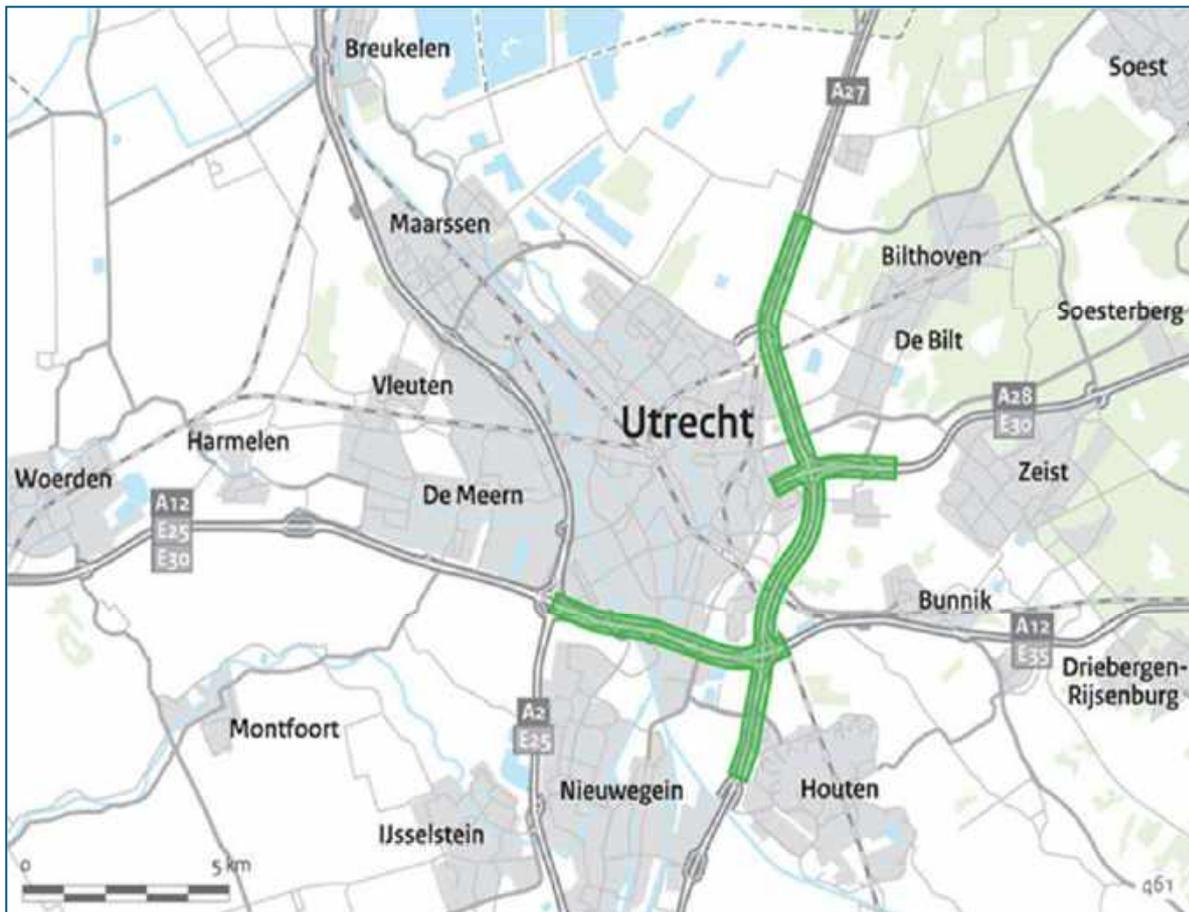 Breukelen
Soest
A27
Maarssen
Bilthoven
Soesterberg
De Bilt
Vleuten
A28
E30
Utrecht
Harmelen
Woerden
Zeist
De Meern
A12
E25
E30
Bunnik
A12
E35
Driebergen-
Rijsenburg
Montfoort
A2
E25
Nieuwegein
Houten
IJsselstein
0 5 km
461